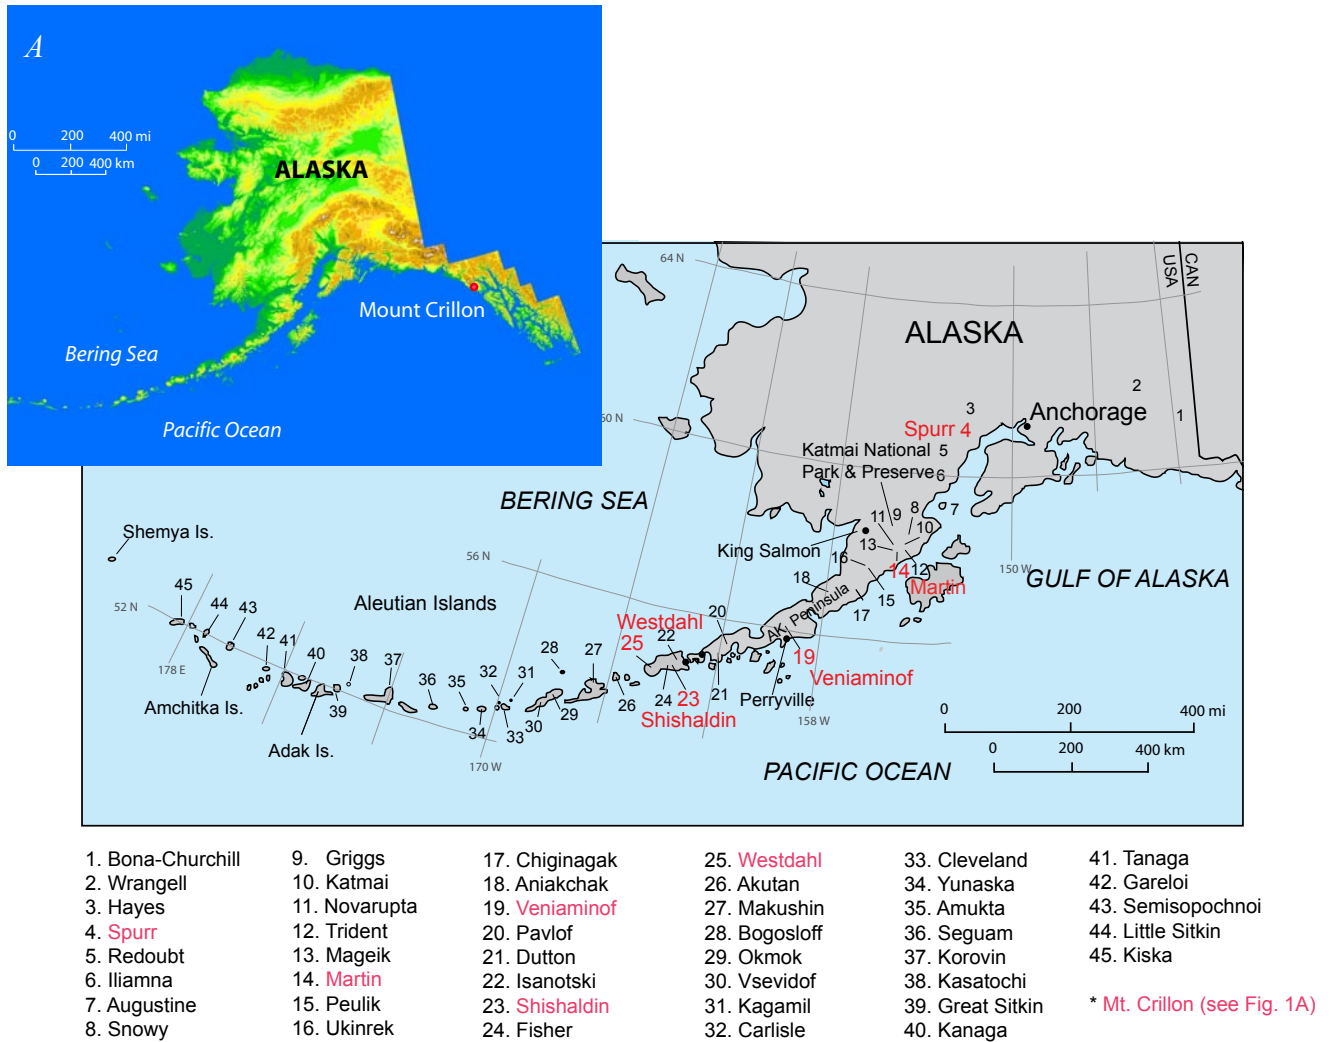 A
0 200 400 mi
0 200 400 km
ALASKA
Mount Crillon
Bering Sea
Pacific Ocean
64 N
CAN
USA
ALASKA
2
3
Anchorage
1
60 N
Spurr 4
Katmai National
5
Park & Preserve
6
BERING SEA
8
7
11 9
10
Shemya Is.
King Salmon
13
56 N
16
14
12
150 W
GULF OF ALASKA
45
18
Martin
52 N
44
43
Aleutian Islands
AK Peninsula
15
17
20
Westdahl
42
41
25
22
28
27
19
178 E
40
38
37
32
31
Veniaminof
36
35
24
23
21
Perryville
Amchitka Is.
39
26
Shishaldin
29
30
158 W
0 200 400 mi
34
33
Adak Is.
0 200 400 km
170 W
PACIFIC OCEAN
1. Bona-Churchill
2. Wrangell
3. Hayes
4. Spurr
5. Redoubt
6. Iliamna
7. Augustine
8. Snowy
9. Griggs
10. Katmai
11. Novarupta
12. Trident
13. Mageik
14. Martin
15. Peulik
16. Ukinrek
17. Chiginagak
18. Aniakchak
19. Veniaminof
20. Pavlof
21. Dutton
22. Isanotski
23. Shishaldin
24. Fisher
25. Westdahl
26. Akutan
27. Makushin
28. Bogosloff
29. Okmok
30. Vsevidof
31. Kagamil
32. Carlisle
33. Cleveland
34. Yunaska
35. Amukta
36. Seguam
37. Korovin
38. Kasatochi
39. Great Sitkin
40. Kanaga
41. Tanaga
42. Gareloi
43. Semisopochnoi
44. Little Sitkin
45. Kiska
* Mt. Crillon (see Fig. 1A)